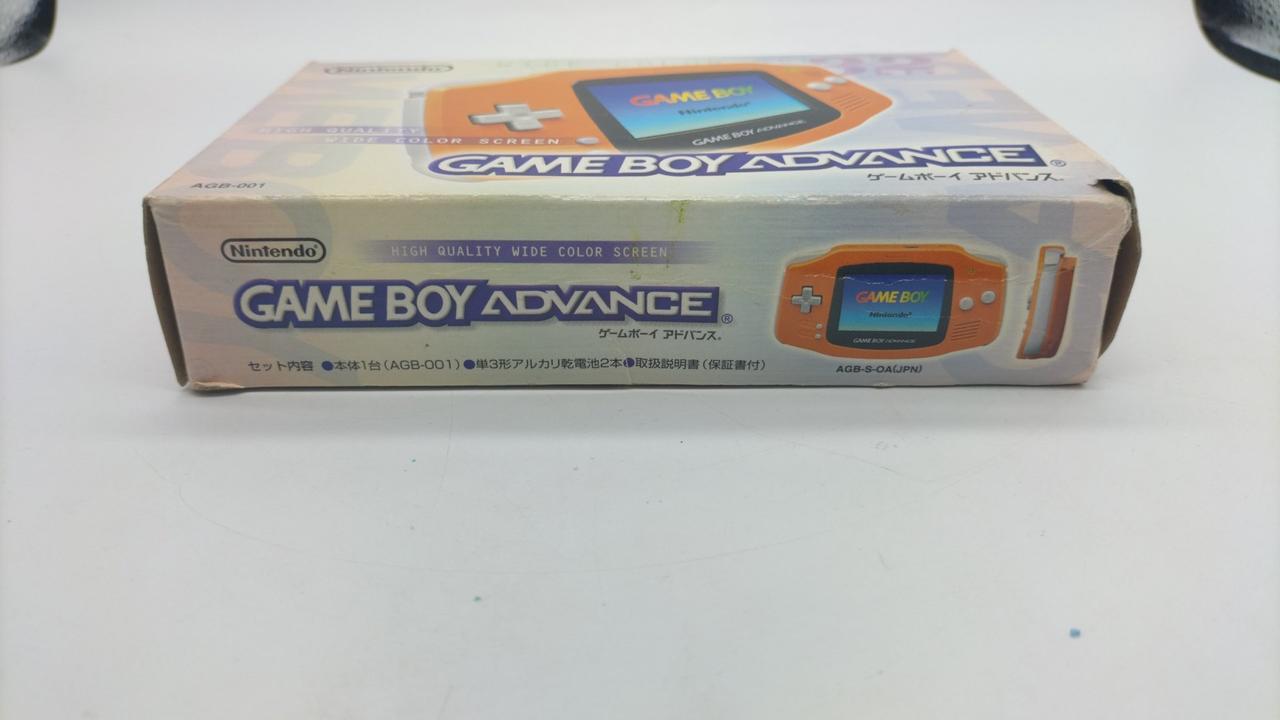 Nintendo
GAME BOY
Nintendo®
GAME BOY ADVANCE
HIGH QUALITY
WIDE COLOR SCREEN
GAME BOY ADVANCE®
ゲームボーイ アドバンス®
AGB-001
Nintendo®
HIGH QUALITY WIDE COLOR SCREEN
GAME BOY ADVANCE®
ゲームボーイ アドバンス®
セット内容 ●本体1台(AGB-001) ●単3形アルカリ乾電池2本 ●取扱説明書(保証書付)
GAME BOY
Nintendo®
GAME BOY ADVANCE
AGB-S-OA(JPN)